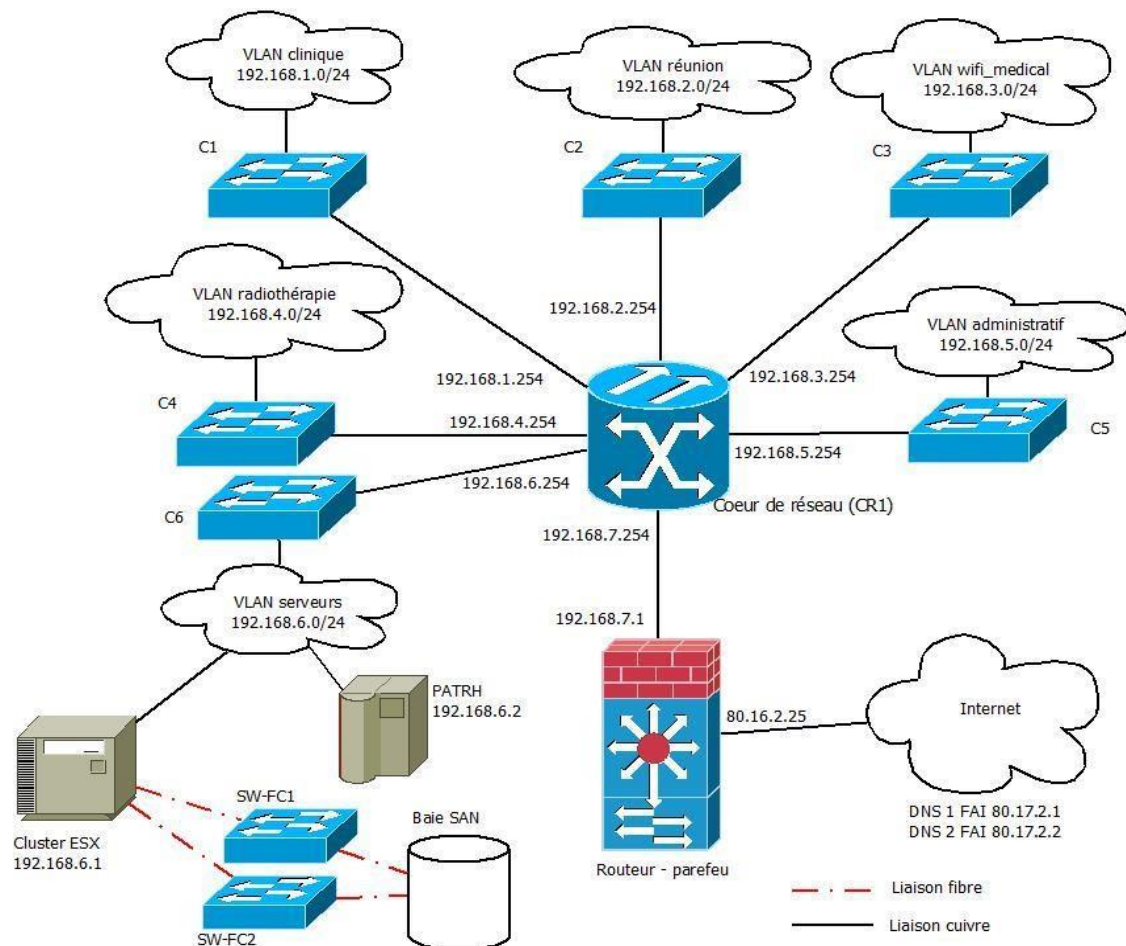 VLAN clinique
192.168.1.0/24
VLAN réunion
192.168.2.0/24
VLAN wifi_medical
192.168.3.0/24
C1
C2
C3
VLAN radiothérapie
192.168.4.0/24
192.168.2.254
VLAN administratif
192.168.5.0/24
192.168.1.254
192.168.3.254
C4
192.168.4.254
C5
192.168.5.254
192.168.6.254
C6
Coeur de réseau (CR1)
192.168.7.254
VLAN serveurs
192.168.6.0/24
192.168.7.1
PATRH
192.168.6.2
80.16.2.25
Internet
SW-FC1
Baie SAN
DNS 1 FAI 80.17.2.1
DNS 2 FAI 80.17.2.2
Cluster ESX
192.168.6.1
Routeur - parefeu
Liaison fibre
SW-FC2
Liaison cuivre